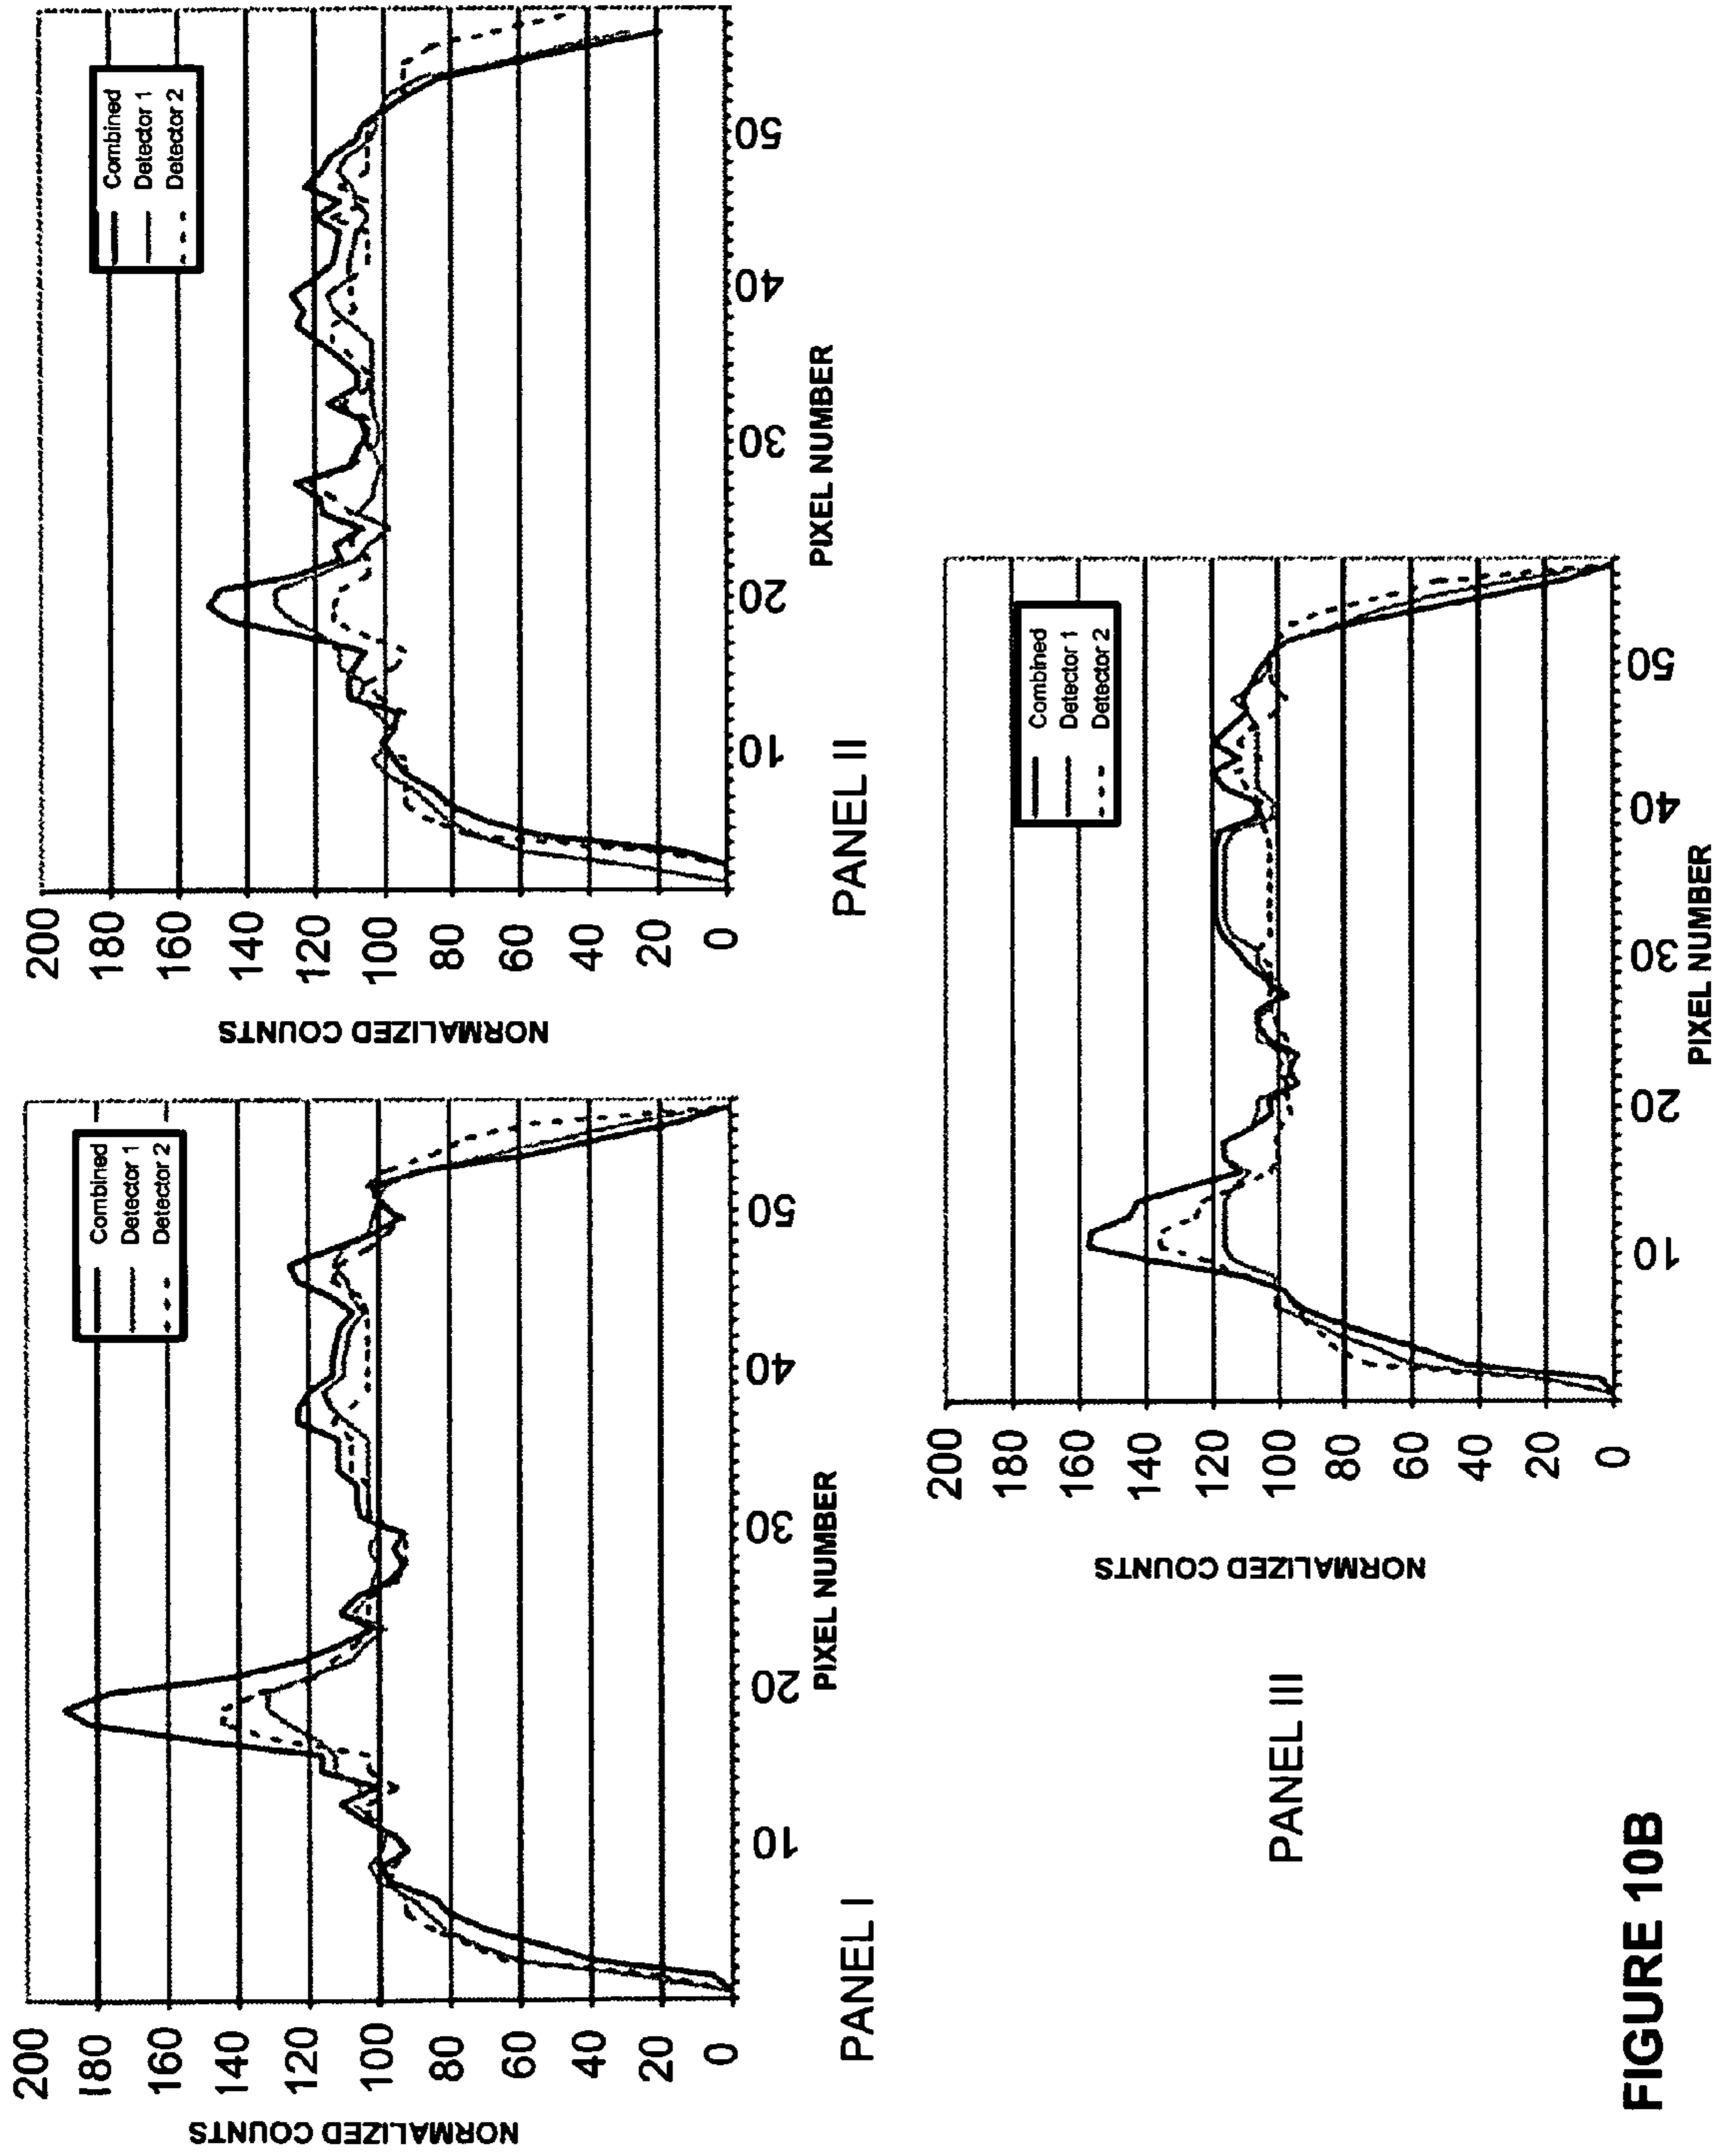 200
180
160
140
120
100
80
60
40
20
0
NORMALIZED COUNTS
Combined
Detector 1
Detector 2
10
20
30
40
50
PIXEL NUMBER
PANEL I
200
180
160
140
120
100
80
60
40
20
0
NORMALIZED COUNTS
Combined
Detector 1
Detector 2
10
20
30
40
50
PIXEL NUMBER
PANEL II
200
180
160
140
120
100
80
60
40
20
0
NORMALIZED COUNTS
Combined
Detector 1
Detector 2
10
20
30
40
50
PIXEL NUMBER
PANEL III
FIGURE 10B